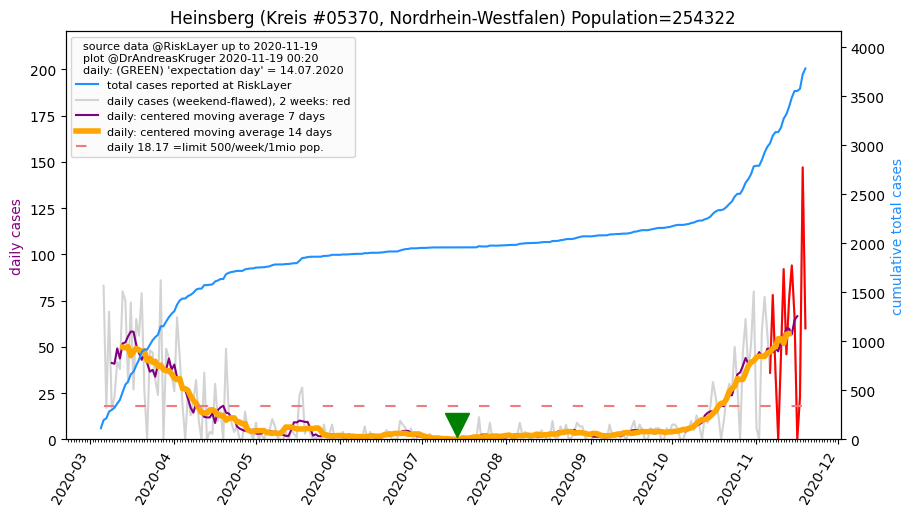 Heinsberg (Kreis #05370, Nordrhein-Westfalen) Population=254322
source data @RiskLayer up to 2020-11-19
plot @DrAndreasKruger 2020-11-19 00:20
daily: (GREEN) 'expectation day' = 14.07.2020
total cases reported at RiskLayer
daily cases (weekend-flawed), 2 weeks: red
daily: centered moving average 7 days
daily: centered moving average 14 days
daily 18.17 =limit 500/week/1mio pop.
daily cases
200
175
150
125
100
75
50
25
0
4000
3500
3000
2500
2000
1500
1000
500
0
cumulative total cases
2020-03
2020-04
2020-05
2020-06
2020-07
2020-08
2020-09
2020-10
2020-11
2020-12